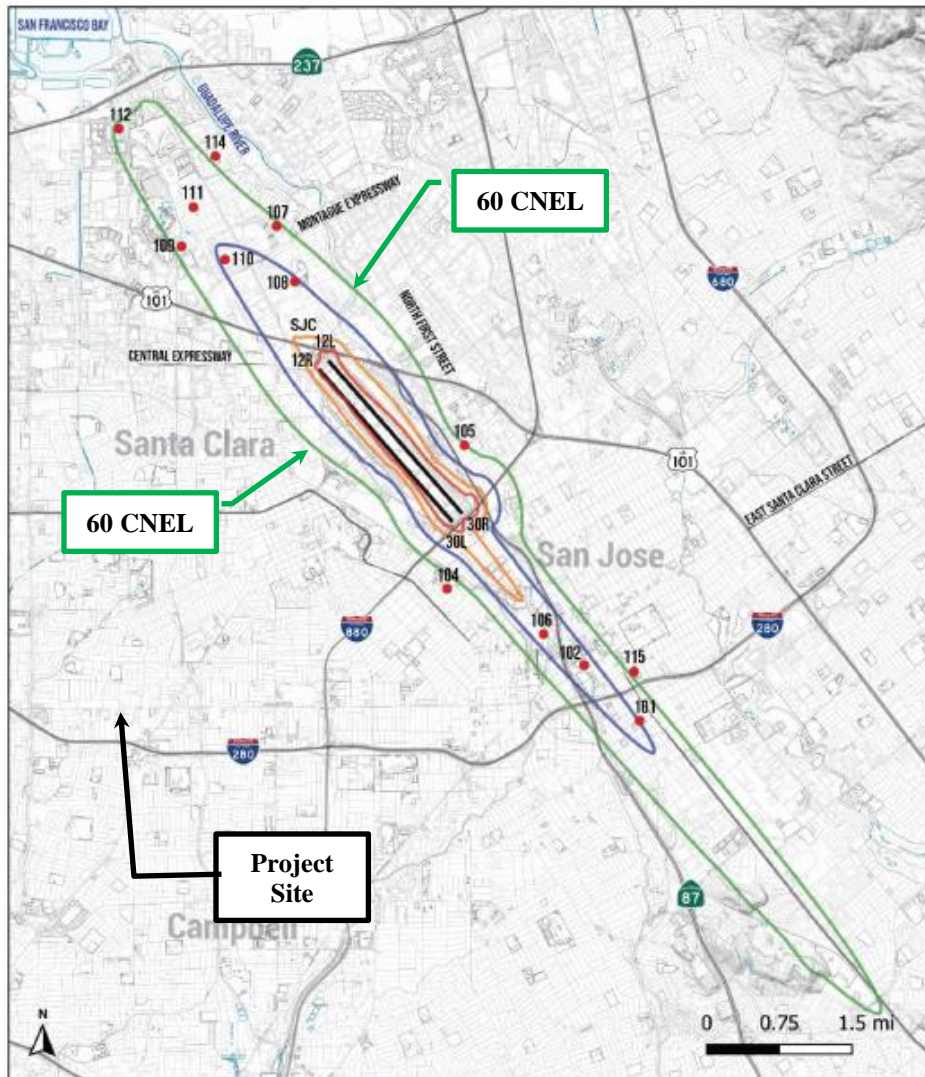 SAN FRANCISCO BAY
237
GUADALUPE RIVER
112
114
60 CNEL
111
107
MONTAGUE EXPRESSWAY
109
110
108
680
101
SJC
12L
12R
NORTH FIRST STREET
CENTRAL EXPRESSWAY
Santa Clara
105
101
EAST SANTA CLARA STREET
60 CNEL
30R
30L
San Jose
104
106
880
280
102
115
101
280
Project
Site
87
Campbell
N
0 0.75 1.5 mi